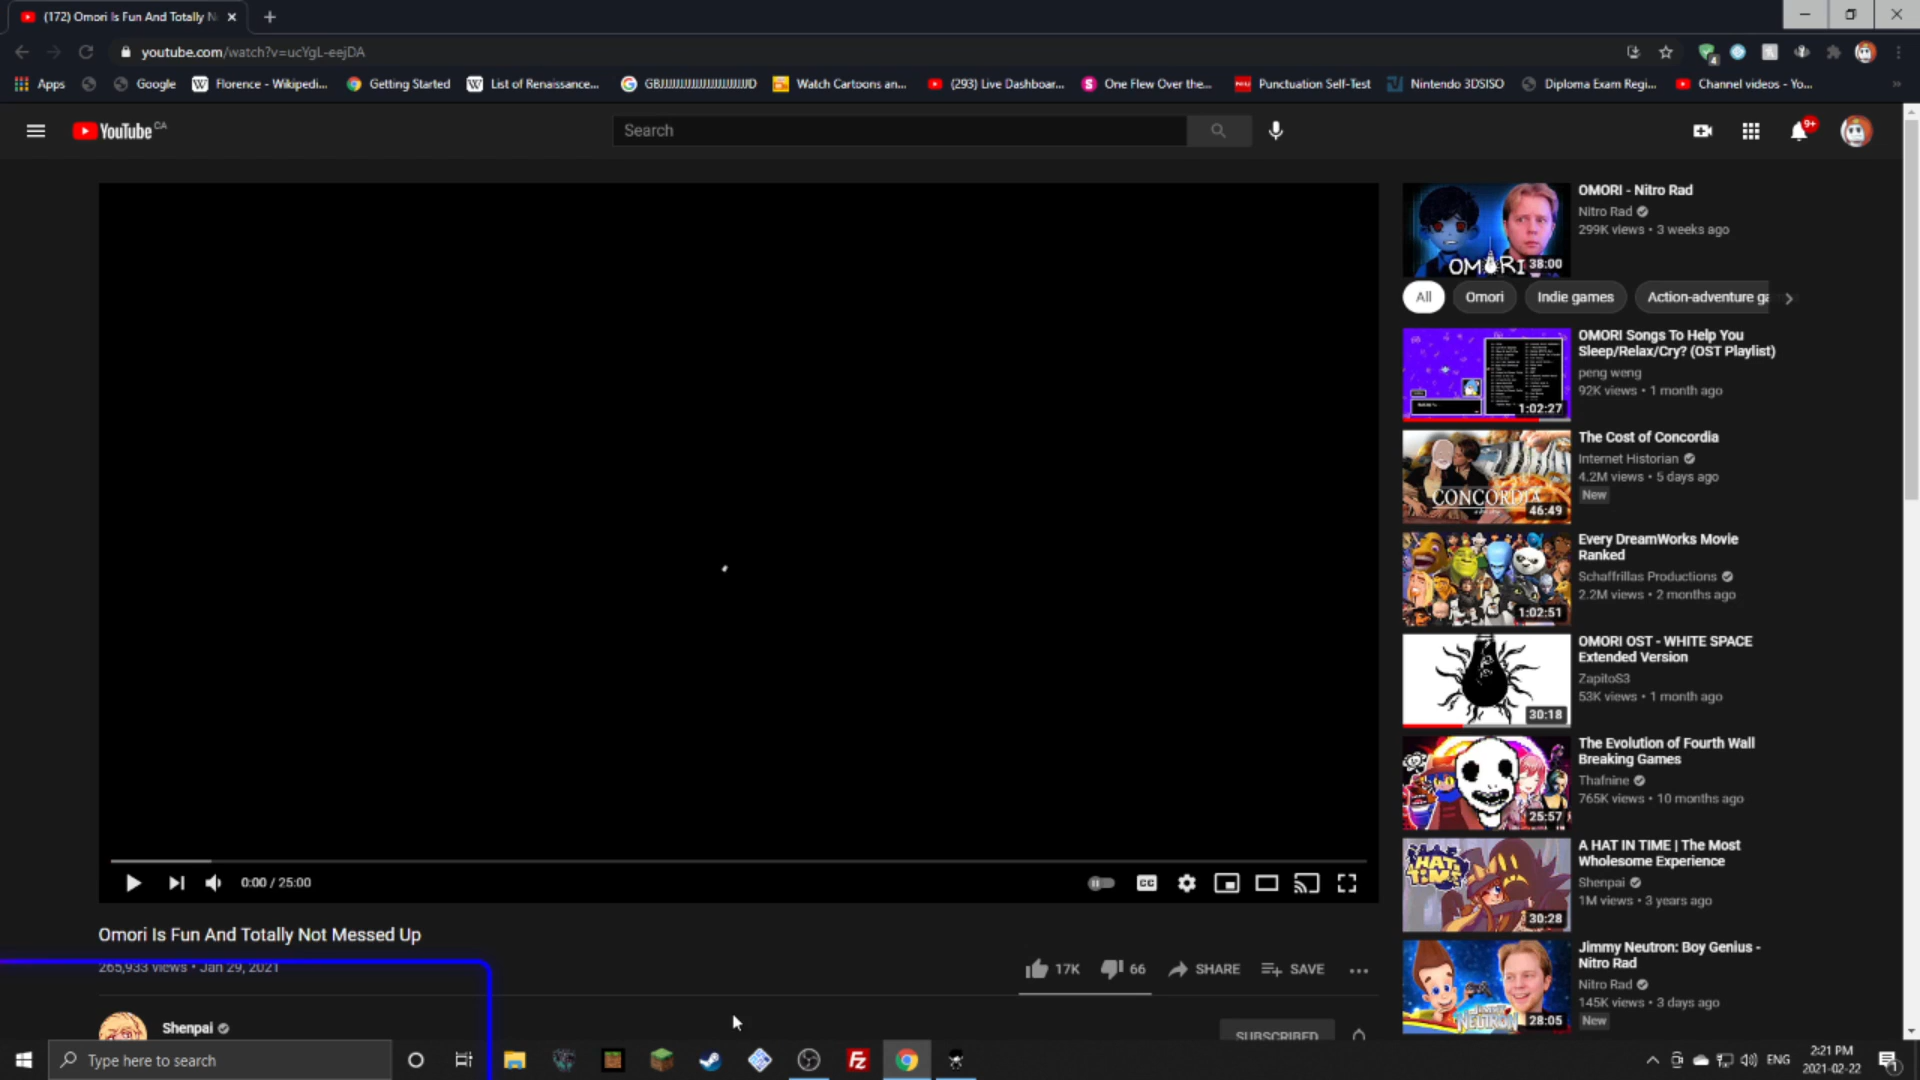 (172) Omori Is Fun And Totally N
youtube.com/watch?v=ucYgL-eejDA
4
Apps
Google
Florence - Wikipedi...
Getting Started
List of Renaissance...
Watch Cartoons an...
(293) Live Dashboar...
One Flew Over the...
Punctuation Self-Test
Nintendo 3DSISO
Diploma Exam Regi...
Channel videos - Yo...
YouTube CA
Search
9+
OMORI - Nitro Rad
Nitro Rad
299K views • 3 weeks ago
OMORI 38:00
All
Omori
Indie games
Action-adventure ga
OMORI Songs To Help You
Sleep/Relax/Cry? (OST Playlist)
peng weng
92K views • 1 month ago
1:02:27
The Cost of Concordia
Internet Historian
4.2M views • 5 days ago
New
CONCORDIA
46:49
Every DreamWorks Movie
Ranked
Schaffrillas Productions
2.2M views • 2 months ago
1:02:51
OMORI OST - WHITE SPACE
Extended Version
ZapitoS3
53K views • 1 month ago
30:18
The Evolution of Fourth Wall
Breaking Games
Thafnine
765K views • 10 months ago
25:57
A HAT IN TIME | The Most
Wholesome Experience
Shenpai
1M views • 3 years ago
HAT
TIME
30:28
Jimmy Neutron: Boy Genius -
Nitro Rad
Nitro Rad
145K views • 3 days ago
New
JIMMY
NEUTRON
28:05
0:00 / 25:00
CC
Omori Is Fun And Totally Not Messed Up
265,933 views • Jan 29, 2021
17K
66
SHARE
SAVE
Shenpai
SUBSCRIBED
Type here to search
FZ
ENG
2:21 PM
2021-02-22
1